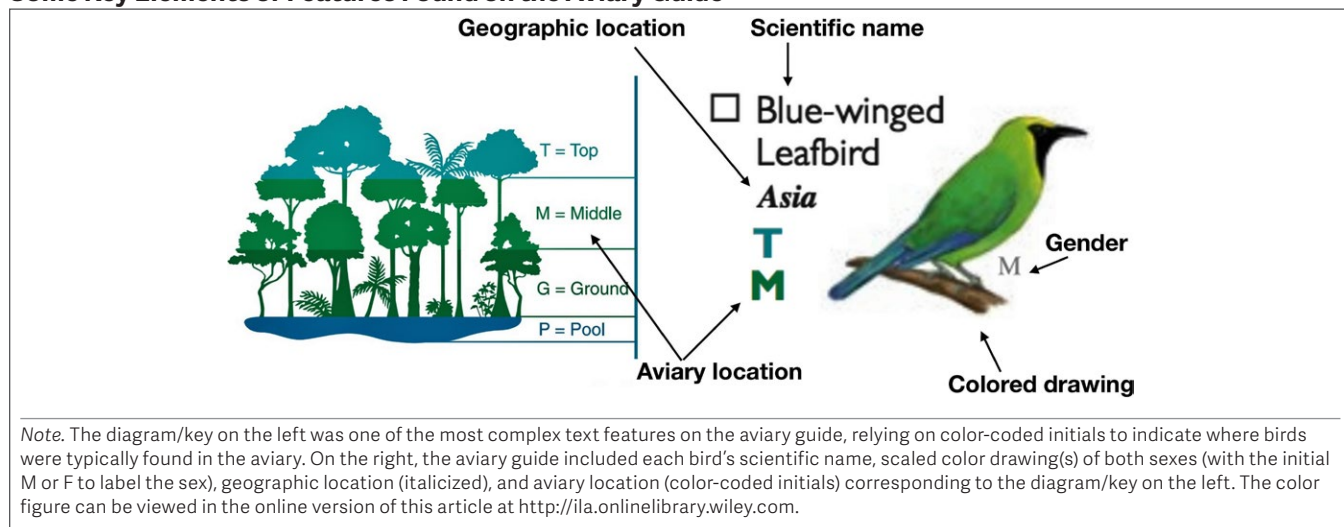 Geographic location
Scientific name
Blue-winged
Leafbird
Asia
T
M
M
Gender
T = Top
M = Middle
G = Ground
P = Pool
Aviary location
Colored drawing
Note. The diagram/key on the left was one of the most complex text features on the aviary guide, relying on color-coded initials to indicate where birds
were typically found in the aviary. On the right, the aviary guide included each bird’s scientific name, scaled color drawing(s) of both sexes (with the initial
M or F to label the sex), geographic location (italicized), and aviary location (color-coded initials) corresponding to the diagram/key on the left. The color
figure can be viewed in the online version of this article at http://ila.onlinelibrary.wiley.com.